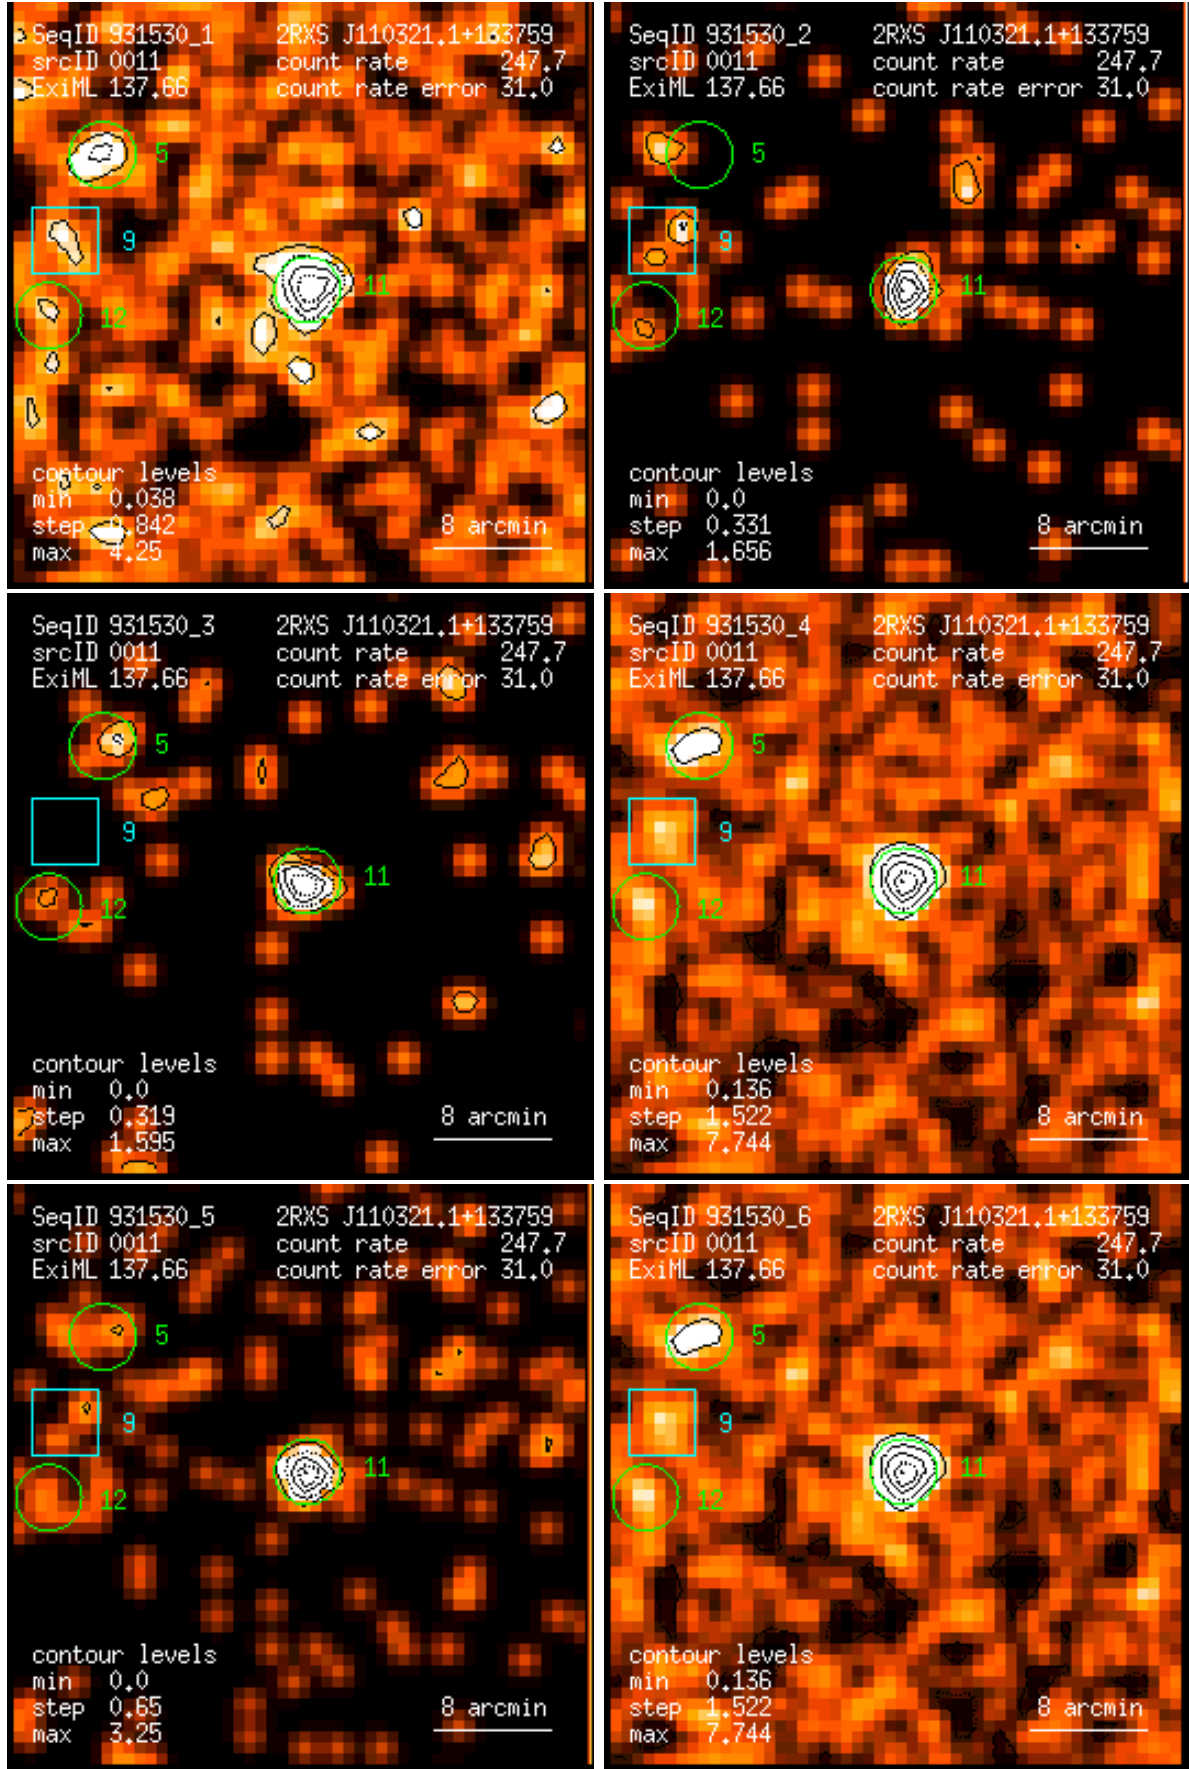 SeqID 931530_1 2RXS J110321.1+133759
srcID 0011 count rate 247.7
ExiML 137.66 count rate error 31.0
5
9
11
12
contour levels
min 0.038
step 0.842
max 4.25
8 arcmin
SeqID 931530_2 2RXS J110321.1+133759
srcID 0011 count rate 247.7
ExiML 137.66 count rate error 31.0
5
9
11
12
contour levels
min 0.0
step 0.331
max 1.656
8 arcmin
SeqID 931530_3 2RXS J110321.1+133759
srcID 0011 count rate 247.7
ExiML 137.66 count rate error 31.0
5
9
11
12
contour levels
min 0.0
step 0.319
max 1.595
8 arcmin
SeqID 931530_4 2RXS J110321.1+133759
srcID 0011 count rate 247.7
ExiML 137.66 count rate error 31.0
5
9
11
12
contour levels
min 0.136
step 1.522
max 7.744
8 arcmin
SeqID 931530_5 2RXS J110321.1+133759
srcID 0011 count rate 247.7
ExiML 137.66 count rate error 31.0
5
9
11
12
contour levels
min 0.0
step 0.65
max 3.25
8 arcmin
SeqID 931530_6 2RXS J110321.1+133759
srcID 0011 count rate 247.7
ExiML 137.66 count rate error 31.0
5
9
11
12
contour levels
min 0.136
step 1.522
max 7.744
8 arcmin